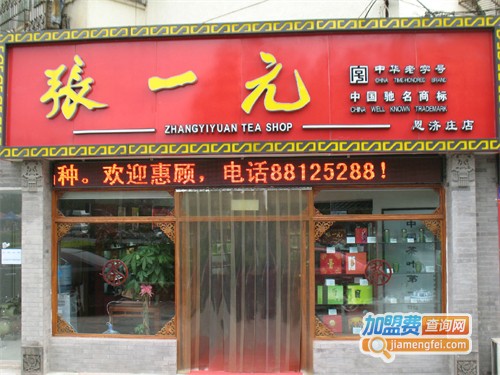 張一元
ZHANGYIYUAN TEA SHOP
中华老字号
CHINA TIME-HONORED BRAND
中国驰名商标
CHINA WELL KNOWN TRADEMARK
恩济庄店
种。欢迎惠顾，电话88125288！
加盟费查询网
jiamengfei.com